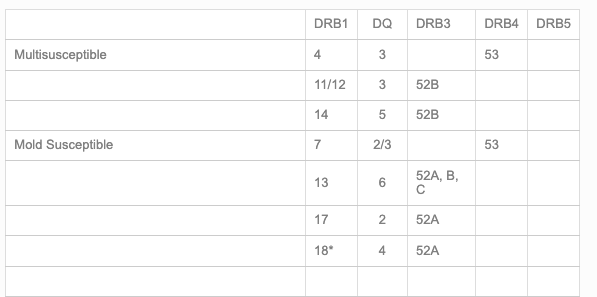 DRB1 DQ DRB3 DRB4 DRB5
Multisusceptible 4 3 53
11/12 3 52B
14 5 52B
Mold Susceptible 7 2/3 53
13 6 52A, B,
C
17 2 52A
18* 4 52A